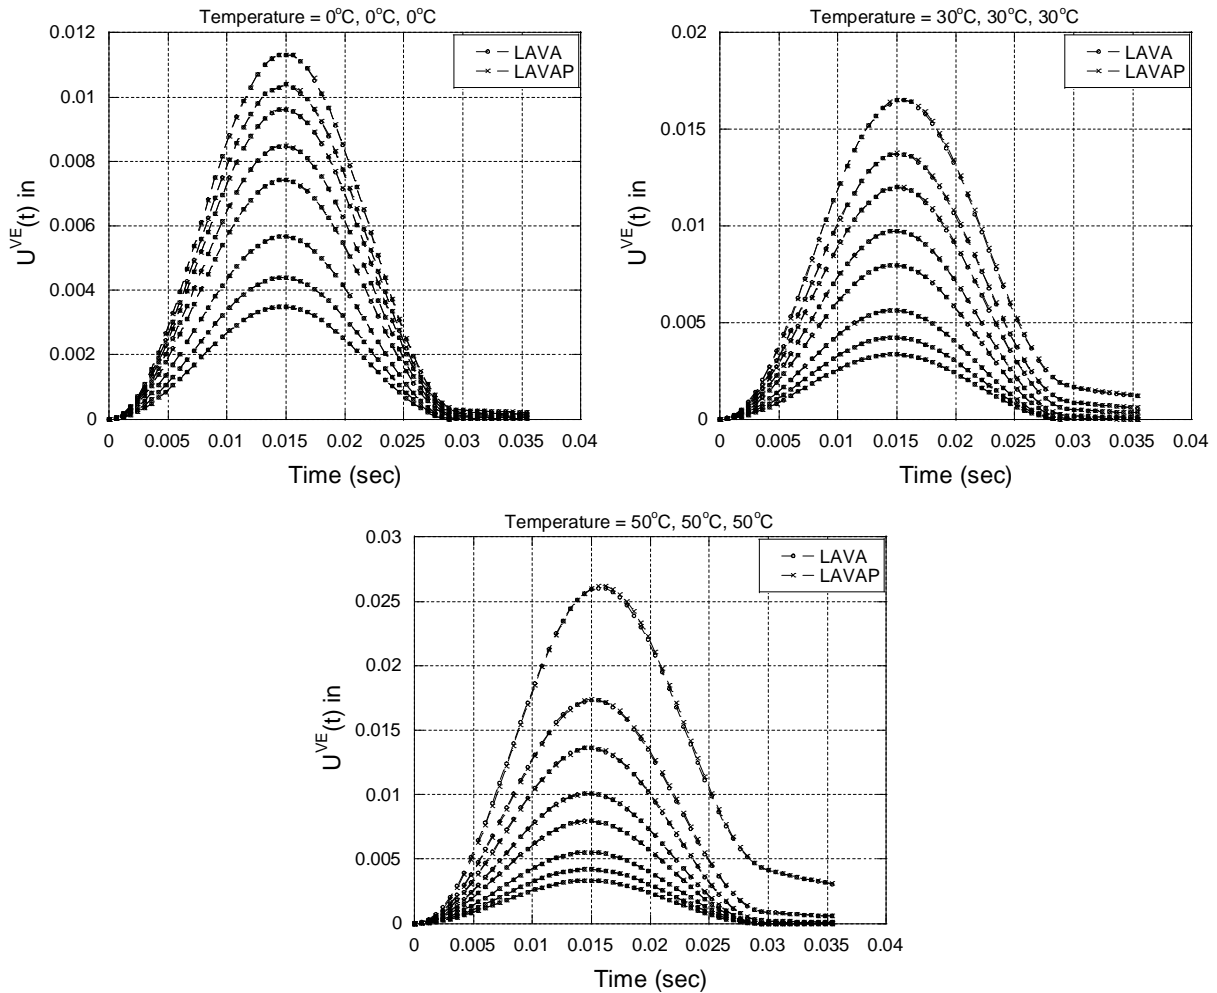 Temperature = 0°C, 0°C, 0°C
0.012
0.01
0.008
0.006
0.004
0.002
0
U^VE(t) in
LAVA
LAVAP
0 0.005 0.01 0.015 0.02 0.025 0.03 0.035 0.04
Time (sec)
Temperature = 30°C, 30°C, 30°C
0.02
0.015
0.01
0.005
0
U^VE(t) in
LAVA
LAVAP
0 0.005 0.01 0.015 0.02 0.025 0.03 0.035 0.04
Time (sec)
Temperature = 50°C, 50°C, 50°C
0.03
0.025
0.02
0.015
0.01
0.005
0
U^VE(t) in
LAVA
LAVAP
0 0.005 0.01 0.015 0.02 0.025 0.03 0.035 0.04
Time (sec)